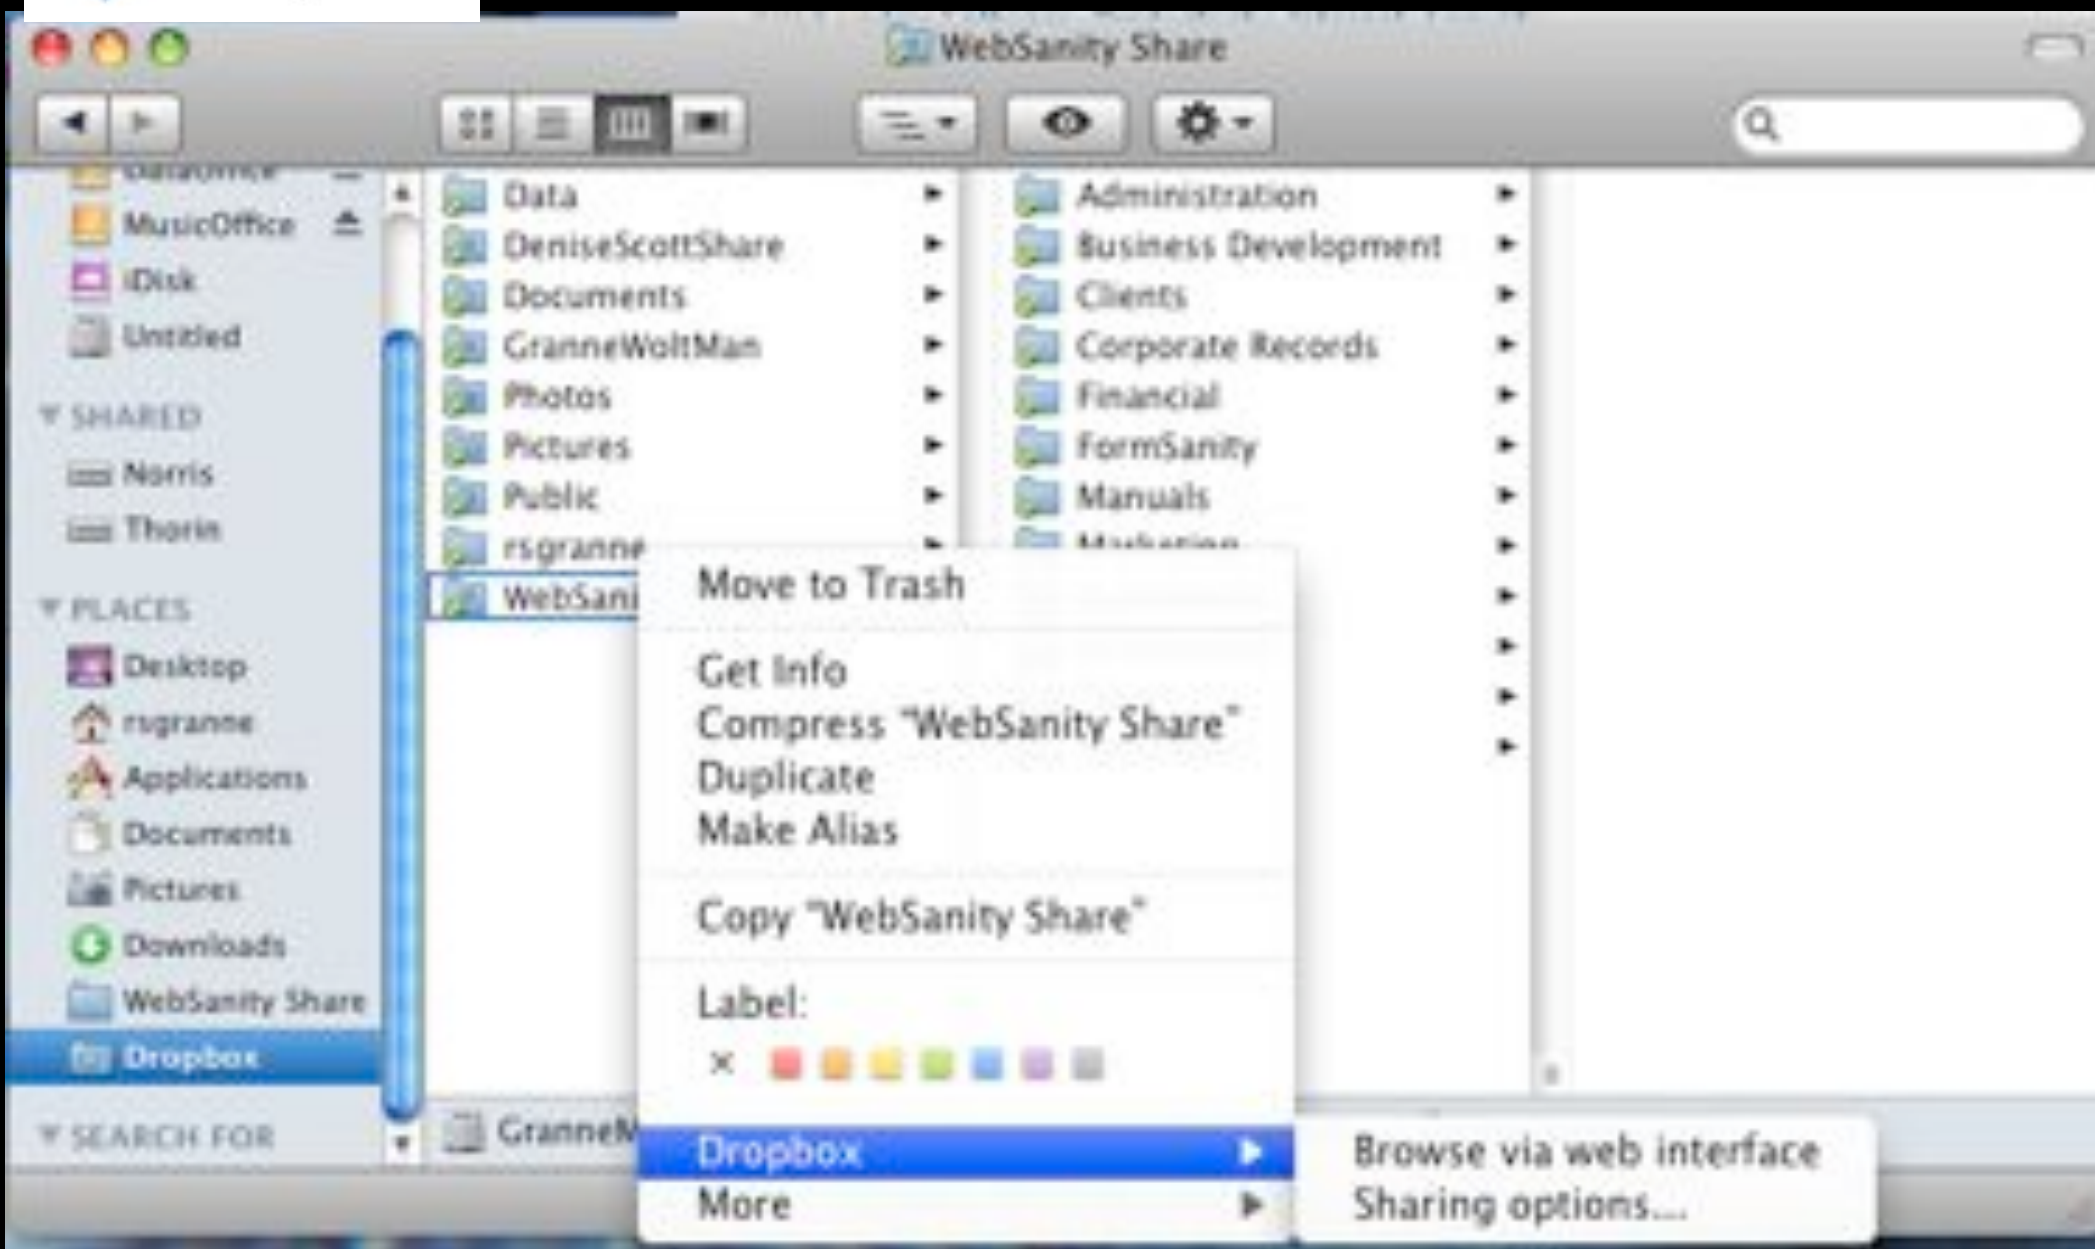 WebSanity Share
MusicOffice
iDisk
Untitled
SHARED
Norris
Thorin
PLACES
Desktop
rsgranne
Applications
Documents
Pictures
Downloads
WebSanity Share
Dropbox
SEARCH FOR
Data
DeniseScottShare
Documents
GranneWoltMan
Photos
Pictures
Public
rsgranne
WebSani
GranneM
Administration
Business Development
Clients
Corporate Records
Financial
FormSanity
Manuals
Marketing
Move to Trash
Get Info
Compress "WebSanity Share"
Duplicate
Make Alias
Copy "WebSanity Share"
Label:
Dropbox
More
Browse via web interface
Sharing options...